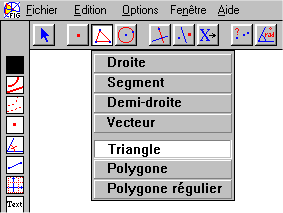 Fichier Edition Options Fenêtre Aide
Droite
Segment
Demi-droite
Vecteur
Triangle
Polygone
Polygone régulier
Text